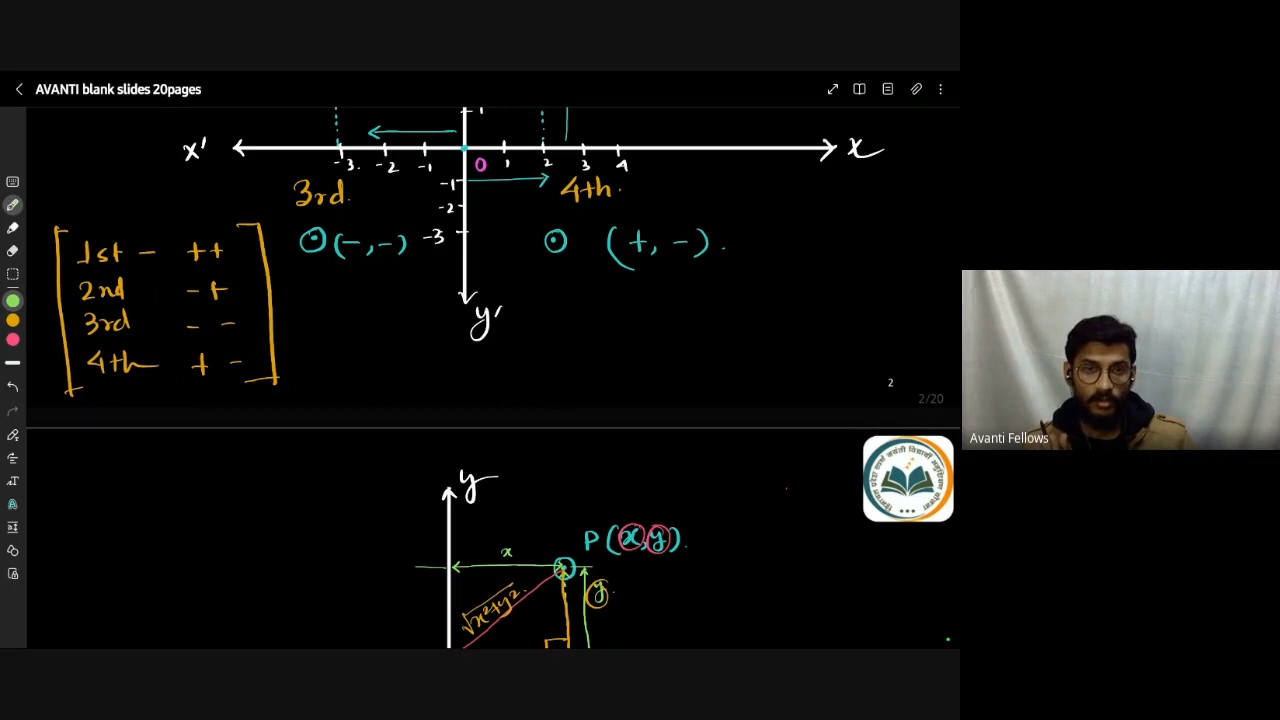 AVANTI blank slides 20pages
1
x' -3. -2 -1 0 1 2 3 4 x
-1
3rd. 4th.
-2
-3
(-,-) (+, -).
1st - ++
2nd - +
3rd - -
4th + -
y'
2
2/20
Avanti Fellows
y
P(x,y).
x
y
√x²+y²